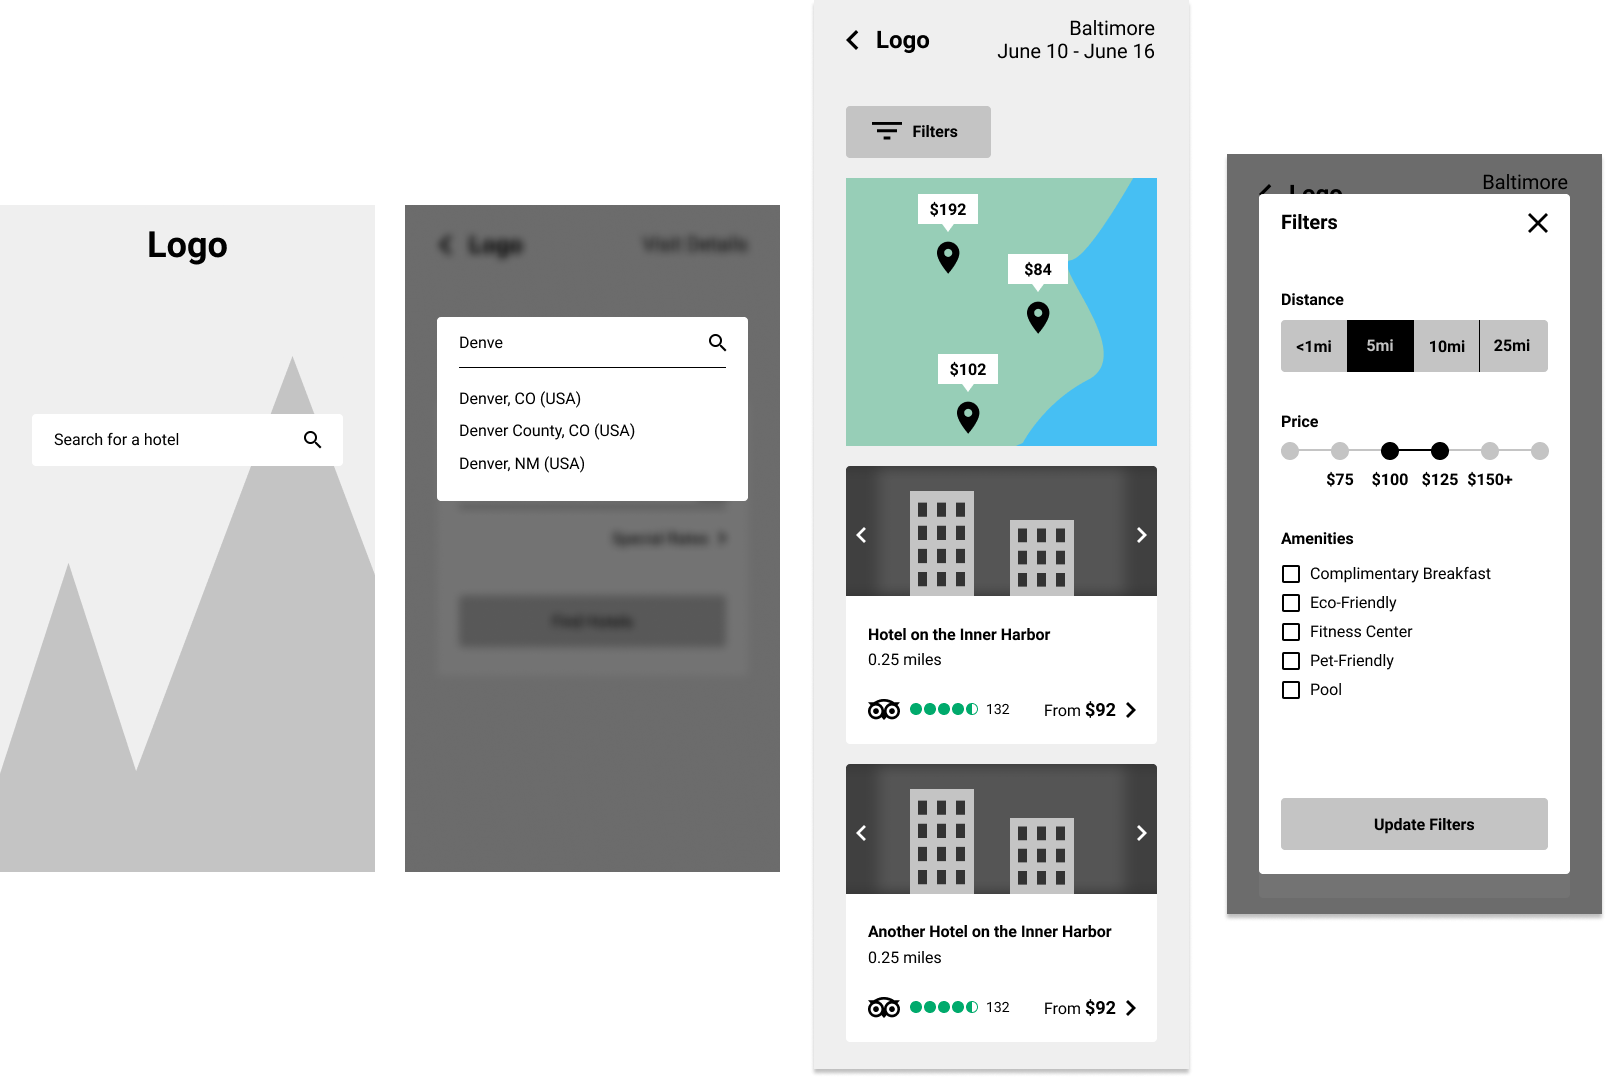 Logo
Search for a hotel
Logo
Visit Details
Denve
Denver, CO (USA)
Denver County, CO (USA)
Denver, NM (USA)
Special Rates
Find Hotels
Logo
Baltimore
June 10 - June 16
Filters
$192
$84
$102
Hotel on the Inner Harbor
0.25 miles
132
From $92
Another Hotel on the Inner Harbor
0.25 miles
132
From $92
Logo
Baltimore
Filters
Distance
<1mi 5mi 10mi 25mi
Price
$75 $100 $125 $150+
Amenities
Complimentary Breakfast
Eco-Friendly
Fitness Center
Pet-Friendly
Pool
Update Filters